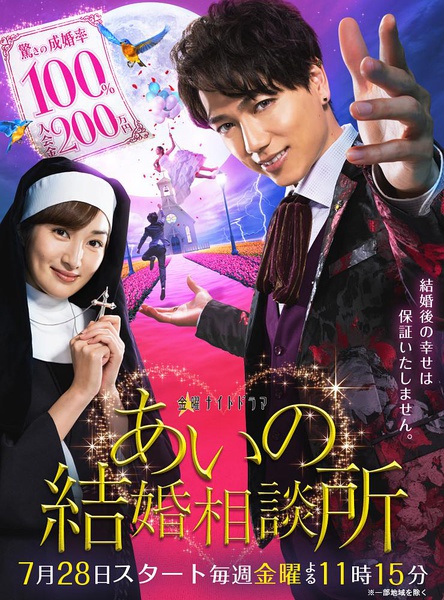 驚きの成婚率
100%
入会金200万円
結婚後の幸せは
保証いたしません。
金曜ナイトドラマ
あいの
結婚相談所
7月28日スタート毎週金曜よる11時15分
※一部地域を除く